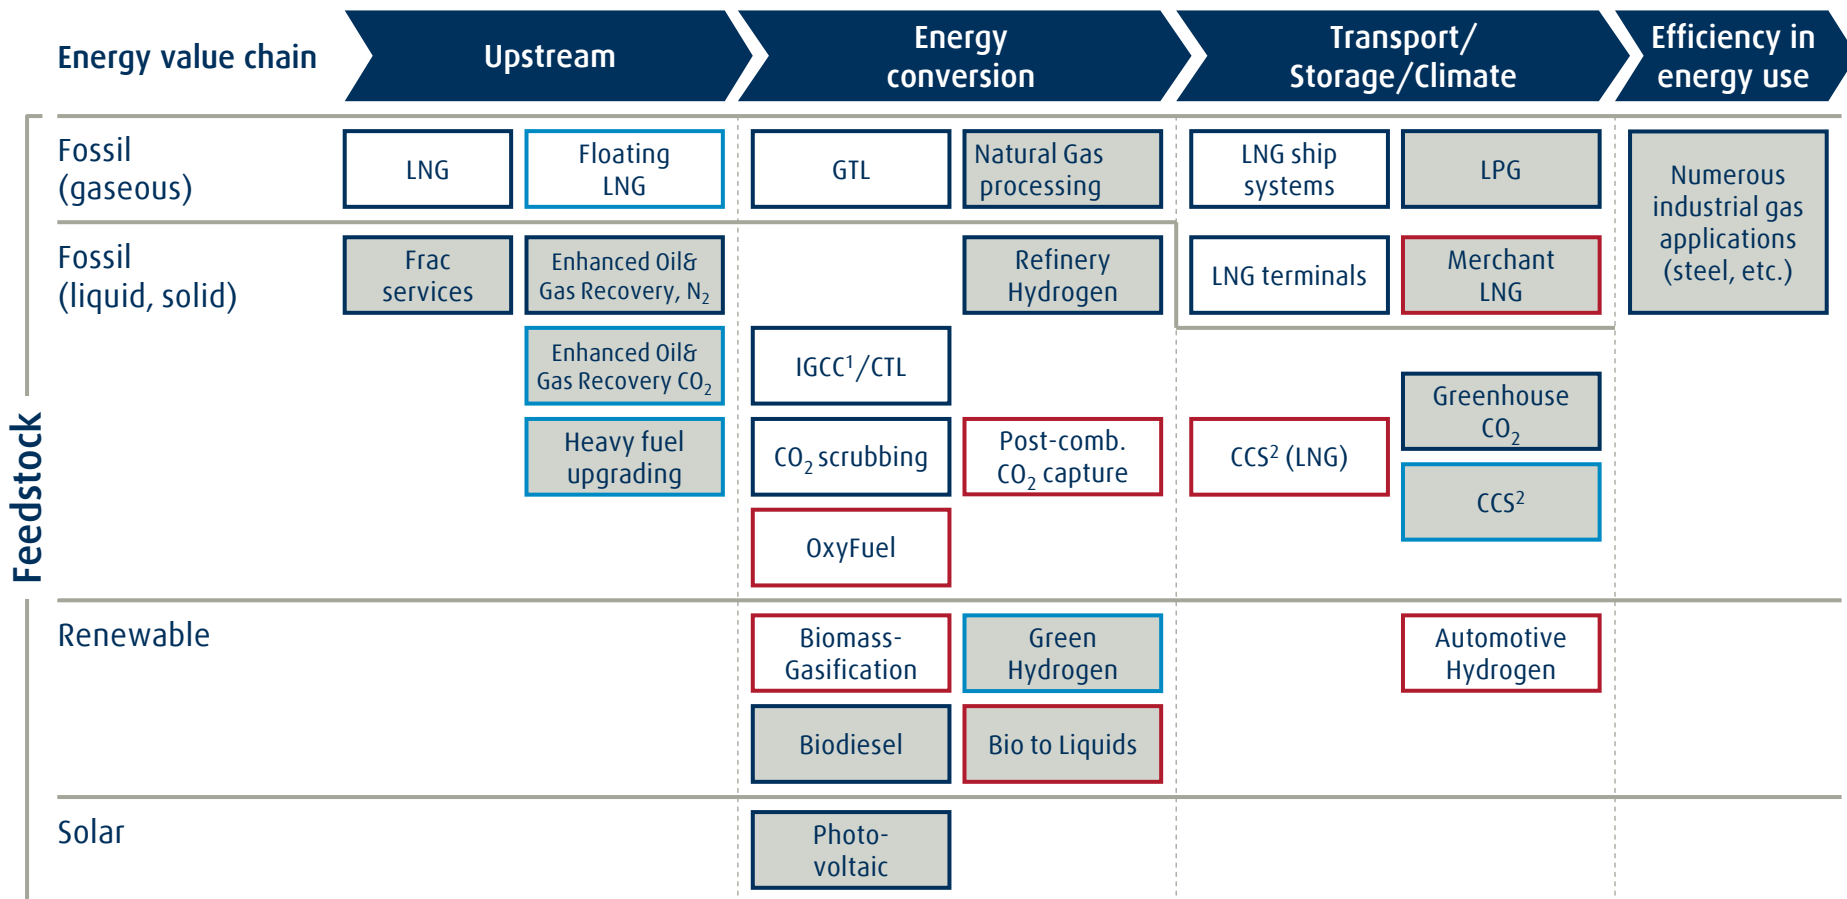 Energy value chain
Upstream
Energy
conversion
Transport/
Storage/Climate
Efficiency in
energy use
Feedstock
Fossil
(gaseous)
LNG
Floating
LNG
GTL
Natural Gas
processing
LNG ship
systems
LPG
Numerous
industrial gas
applications
(steel, etc.)
Fossil
(liquid, solid)
Frac
services
Enhanced Oil&
Gas Recovery, N₂
Refinery
Hydrogen
LNG terminals
Merchant
LNG
Enhanced Oil&
Gas Recovery CO₂
IGCC¹/CTL
Greenhouse
CO₂
Heavy fuel
upgrading
CO₂ scrubbing
Post-comb.
CO₂ capture
CCS² (LNG)
CCS²
OxyFuel
Renewable
Biomass-
Gasification
Green
Hydrogen
Automotive
Hydrogen
Biodiesel
Bio to Liquids
Solar
Photo-
voltaic